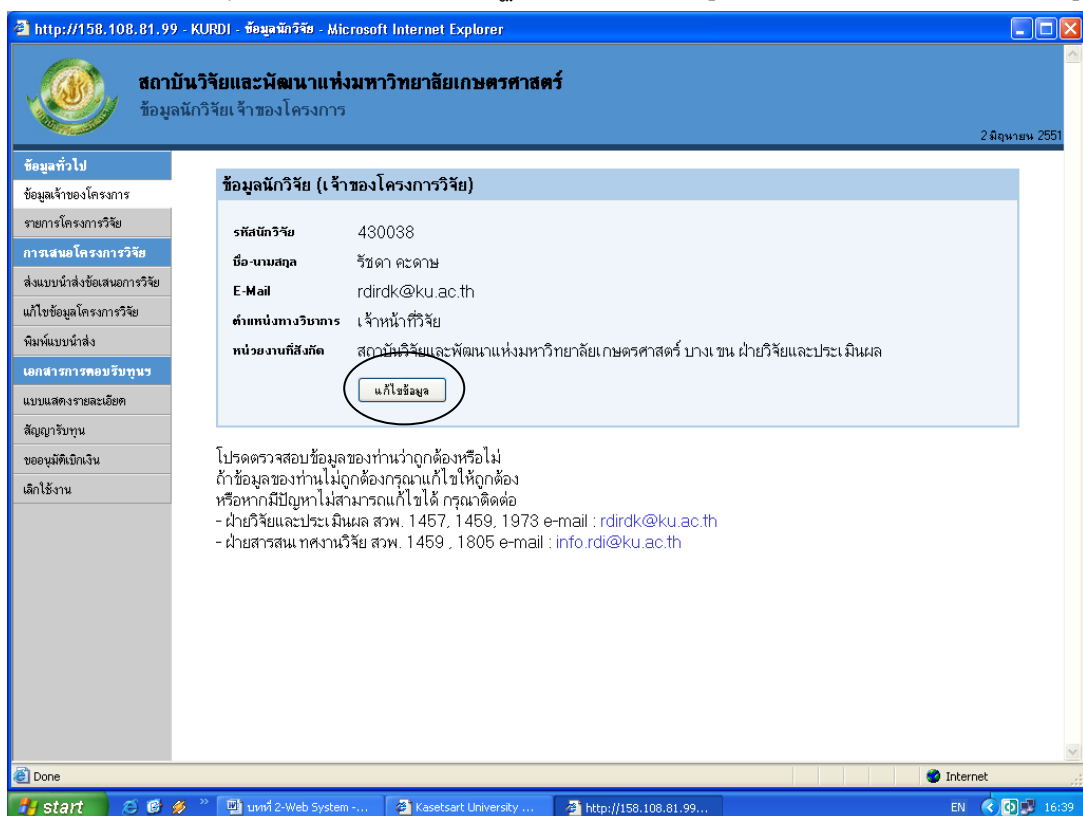 http://158.108.81.99 - KURDI - ข้อมูลนักวิจัย - Microsoft Internet Explorer
สถาบันวิจัยและพัฒนาแห่งมหาวิทยาลัยเกษตรศาสตร์
ข้อมูลนักวิจัยเจ้าของโครงการ
2 มิถุนายน 2551
ข้อมูลทั่วไป
ข้อมูลเจ้าของโครงการ
รายการโครงการวิจัย
การเสนอโครงการวิจัย
ส่งแบบนำส่งข้อเสนอการวิจัย
แก้ไขข้อมูลโครงการวิจัย
พิมพ์แบบนำส่ง
เอกสารการตอบรับทุนฯ
แบบแสดงรายละเอียด
สัญญารับทุน
ขออนุมัติเบิกเงิน
เลิกใช้งาน
ข้อมูลนักวิจัย (เจ้าของโครงการวิจัย)
รหัสนักวิจัย 430038
ชื่อ-นามสกุล รัชดา คะดาษ
E-Mail rdirdk@ku.ac.th
ตำแหน่งทางวิชาการ เจ้าหน้าที่วิจัย
หน่วยงานที่สังกัด สถาบันวิจัยและพัฒนาแห่งมหาวิทยาลัยเกษตรศาสตร์ บางเขน ฝ่ายวิจัยและประเมินผล
แก้ไขข้อมูล
โปรดตรวจสอบข้อมูลของท่านว่าถูกต้องหรือไม่
ถ้าข้อมูลของท่านไม่ถูกต้องกรุณาแก้ไขให้ถูกต้อง
หรือหากมีปัญหาไม่สามารถแก้ไขได้ กรุณาติดต่อ
- ฝ่ายวิจัยและประเมินผล สวพ. 1457, 1459, 1973 e-mail : rdirdk@ku.ac.th
- ฝ่ายสารสนเทศงานวิจัย สวพ. 1459 , 1805 e-mail : info.rdi@ku.ac.th
Done
Internet
start
บทที่ 2-Web System -...
Kasetsart University ...
http://158.108.81.99...
EN
16:39